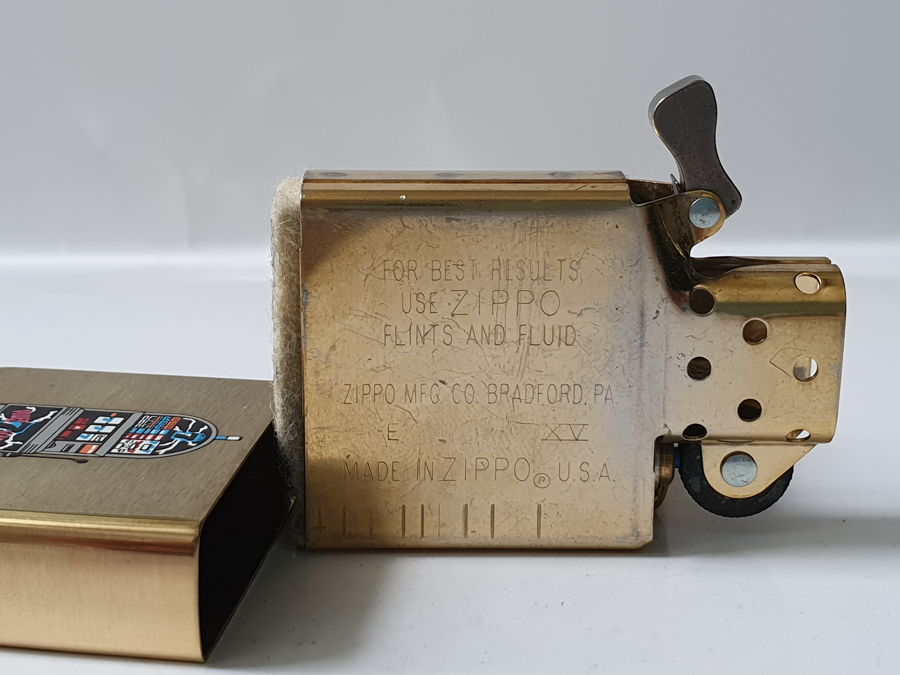 FOR BEST RESULTS
USE ZIPPO
FLINTS AND FLUID
ZIPPO MFG. CO. BRADFORD, PA.
E XV
MADE IN ZIPPO ® U.S.A.